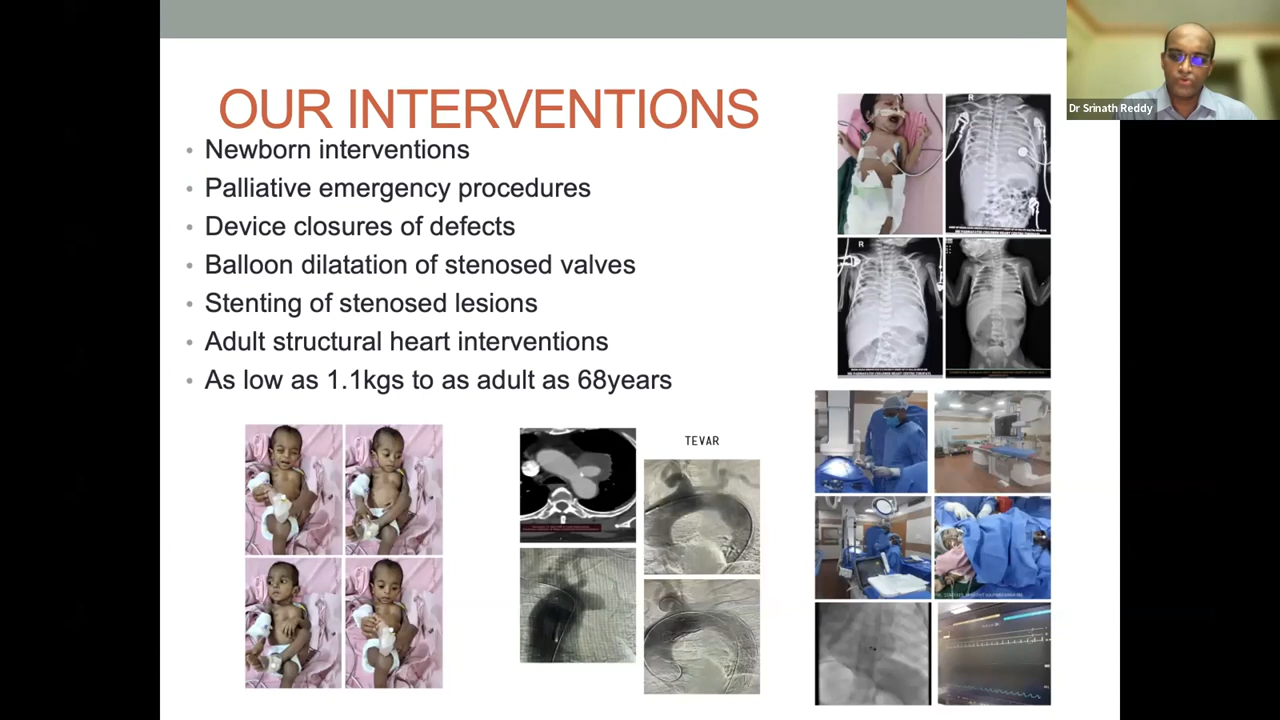 OUR INTERVENTIONS
Newborn interventions
Palliative emergency procedures
Device closures of defects
Balloon dilatation of stenosed valves
Stenting of stenosed lesions
Adult structural heart interventions
As low as 1.1kgs to as adult as 68years
TEVAR
Dr Srinath Reddy
R
R